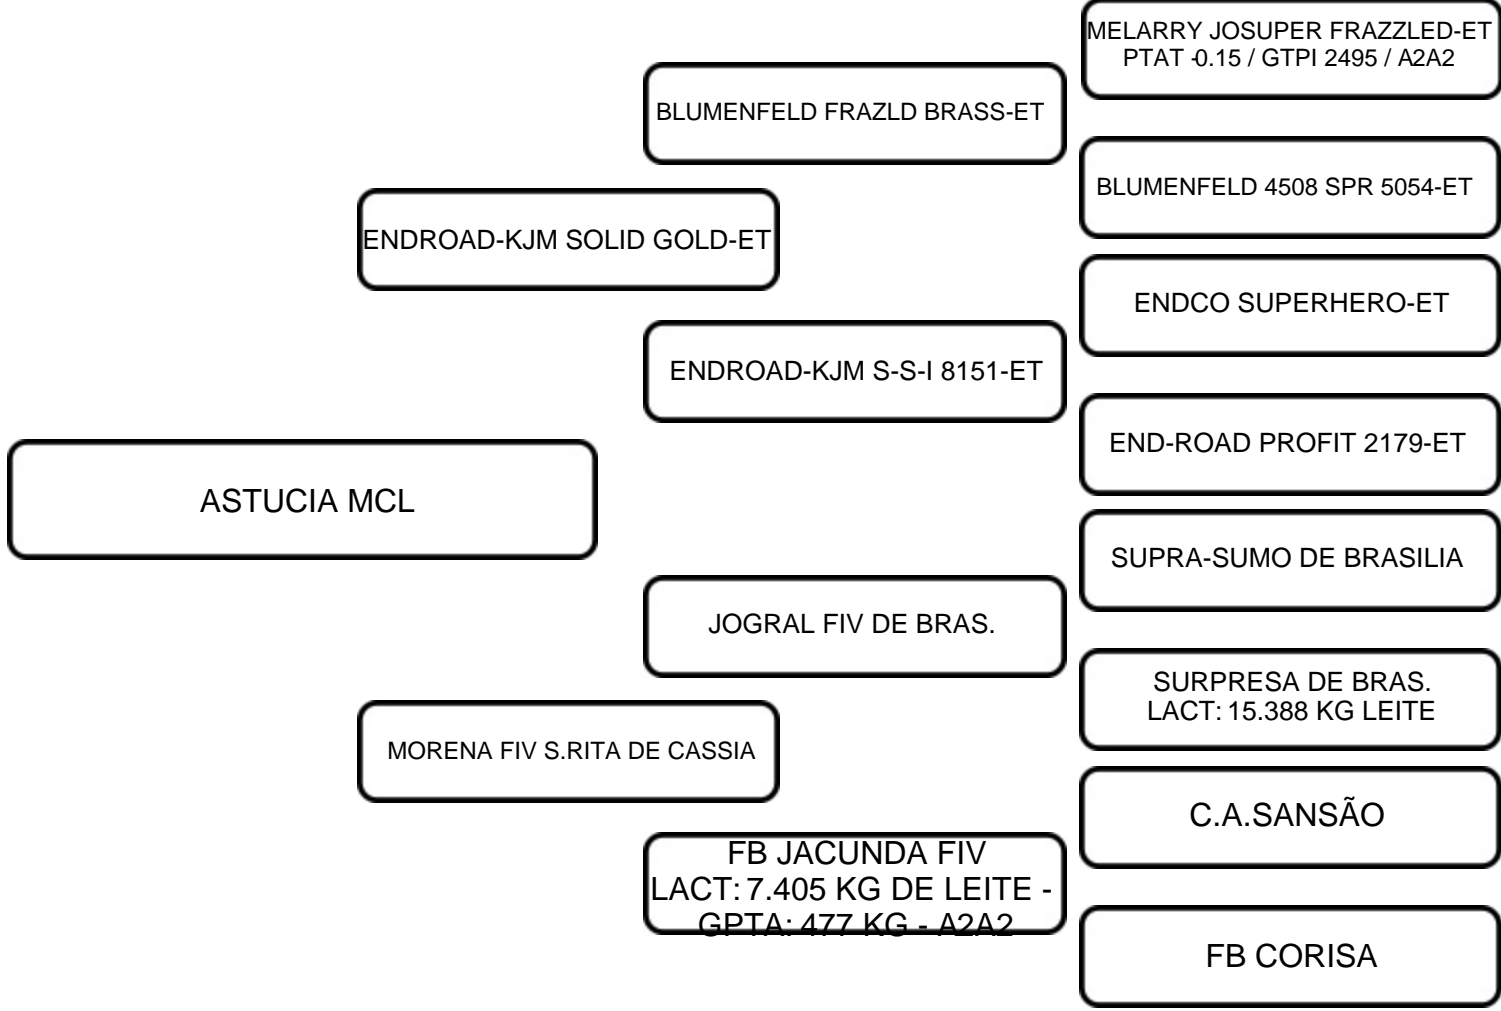 MELARRY JOSUPER FRAZZLED-ET
PTAT -0.15 / GTPI 2495 / A2A2
BLUMENFELD FRAZLD BRASS-ET
BLUMENFELD 4508 SPR 5054-ET
ENDROAD-KJM SOLID GOLD-ET
ENDCO SUPERHERO-ET
ENDROAD-KJM S-S-I 8151-ET
END-ROAD PROFIT 2179-ET
ASTUCIA MCL
SUPRA-SUMO DE BRASILIA
JOGRAL FIV DE BRAS.
SURPRESA DE BRAS.
LACT: 15.388 KG LEITE
MORENA FIV S.RITA DE CASSIA
C.A.SANSÃO
FB JACUNDA FIV
LACT: 7.405 KG DE LEITE -
GPTA: 477 KG - A2A2
FB CORISA